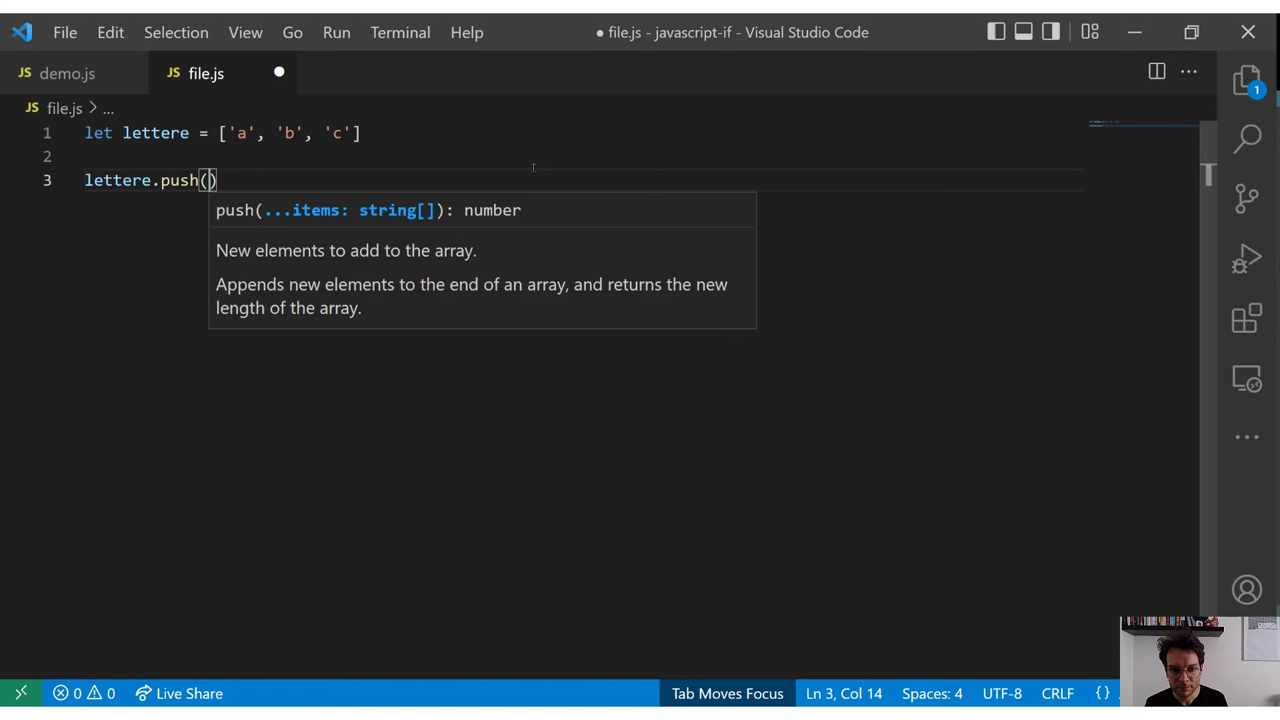 File Edit Selection View Go Run Terminal Help ● file.js - javascript-if - Visual Studio Code
JS demo.js JS file.js
JS file.js > ...
1 let lettere = ['a', 'b', 'c']
2
3 lettere.push()
push(...items: string[]): number
New elements to add to the array.
Appends new elements to the end of an array, and returns the new
length of the array.
1
0 0 Live Share Tab Moves Focus Ln 3, Col 14 Spaces: 4 UTF-8 CRLF {}